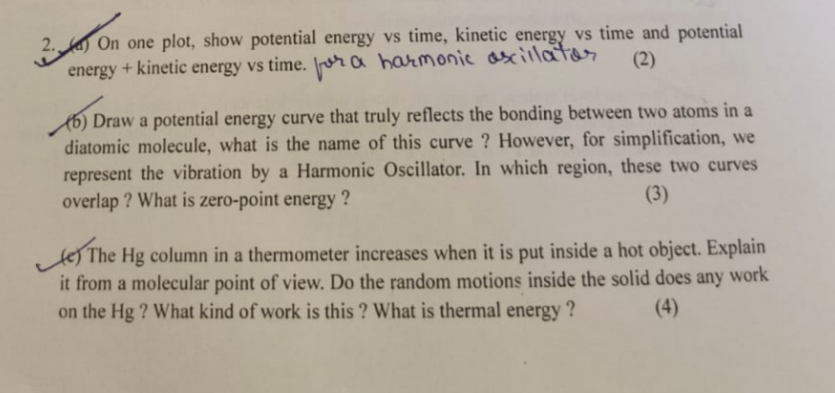 2. (a) On one plot, show potential energy vs time, kinetic energy vs time and potential
energy + kinetic energy vs time. for a harmonic oscillator (2)
(b) Draw a potential energy curve that truly reflects the bonding between two atoms in a
diatomic molecule, what is the name of this curve ? However, for simplification, we
represent the vibration by a Harmonic Oscillator. In which region, these two curves
overlap ? What is zero-point energy ? (3)
(c) The Hg column in a thermometer increases when it is put inside a hot object. Explain
it from a molecular point of view. Do the random motions inside the solid does any work
on the Hg ? What kind of work is this ? What is thermal energy ? (4)